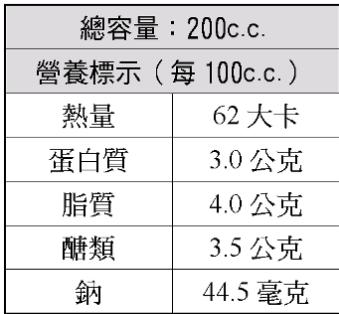 總容量：200c.c.
營養標示（每 100c.c.）
熱量 62 大卡
蛋白質 3.0 公克
脂質 4.0 公克
醣類 3.5 公克
鈉 44.5 毫克